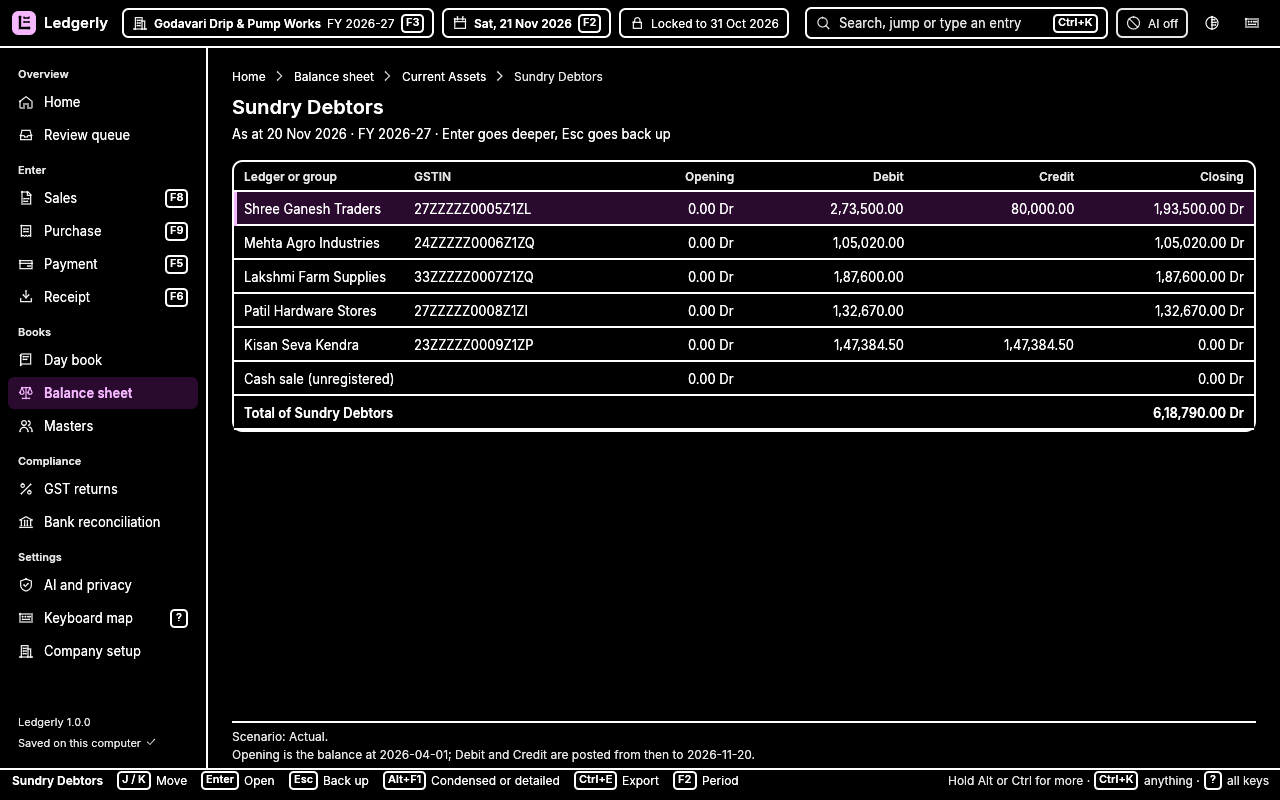 Ledgerly
Godavari Drip & Pump Works FY 2026-27 F3
Sat, 21 Nov 2026 F2
Locked to 31 Oct 2026
Search, jump or type an entry Ctrl+K
AI off
Overview
Home
Review queue
Enter
Sales F8
Purchase F9
Payment F5
Receipt F6
Books
Day book
Balance sheet
Masters
Compliance
GST returns
Bank reconciliation
Settings
AI and privacy
Keyboard map ?
Company setup
Ledgerly 1.0.0
Saved on this computer
Home Balance sheet Current Assets Sundry Debtors
Sundry Debtors
As at 20 Nov 2026 · FY 2026-27 · Enter goes deeper, Esc goes back up
Ledger or group GSTIN Opening Debit Credit Closing
Shree Ganesh Traders 27ZZZZZ0005Z1ZL 0.00 Dr 2,73,500.00 80,000.00 1,93,500.00 Dr
Mehta Agro Industries 24ZZZZZ0006Z1ZQ 0.00 Dr 1,05,020.00 1,05,020.00 Dr
Lakshmi Farm Supplies 33ZZZZZ0007Z1ZQ 0.00 Dr 1,87,600.00 1,87,600.00 Dr
Patil Hardware Stores 27ZZZZZ0008Z1ZI 0.00 Dr 1,32,670.00 1,32,670.00 Dr
Kisan Seva Kendra 23ZZZZZ0009Z1ZP 0.00 Dr 1,47,384.50 1,47,384.50 0.00 Dr
Cash sale (unregistered) 0.00 Dr 0.00 Dr
Total of Sundry Debtors 6,18,790.00 Dr
Scenario: Actual.
Opening is the balance at 2026-04-01; Debit and Credit are posted from then to 2026-11-20.
Sundry Debtors J / K Move Enter Open Esc Back up Alt+F1 Condensed or detailed Ctrl+E Export F2 Period Hold Alt or Ctrl for more · Ctrl+K anything · ? all keys